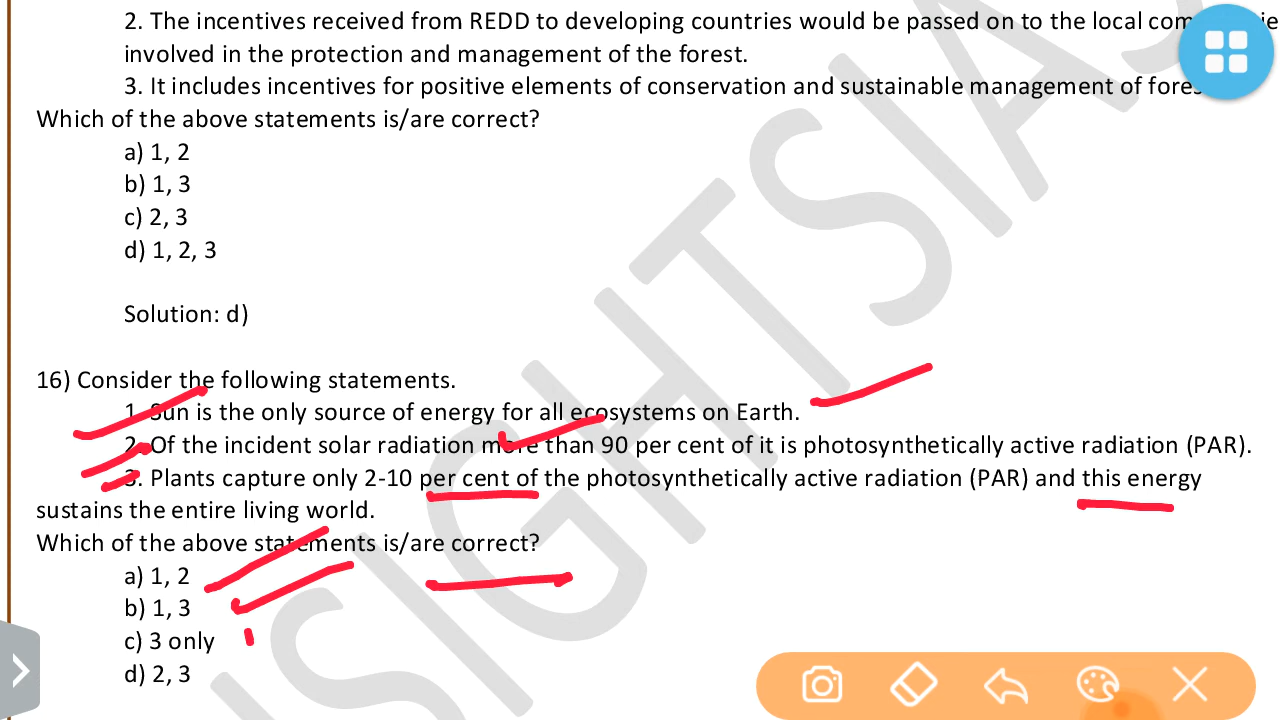 2. The incentives received from REDD to developing countries would be passed on to the local
involved in the protection and management of the forest.
3. It includes incentives for positive elements of conservation and sustainable management of
Which of the above statements is/are correct?
a) 1, 2
b) 1, 3
c) 2, 3
d) 1, 2, 3
Solution: d)
16) Consider the following statements.
1. Sun is the only source of energy for all ecosystems on Earth.
2. Of the incident solar radiation more than 90 per cent of it is photosynthetically active radiation (PAR).
3. Plants capture only 2-10 per cent of the photosynthetically active radiation (PAR) and this energy
sustains the entire living world.
Which of the above statements is/are correct?
a) 1, 2
b) 1, 3
c) 3 only
d) 2, 3
SIGHTSIAS